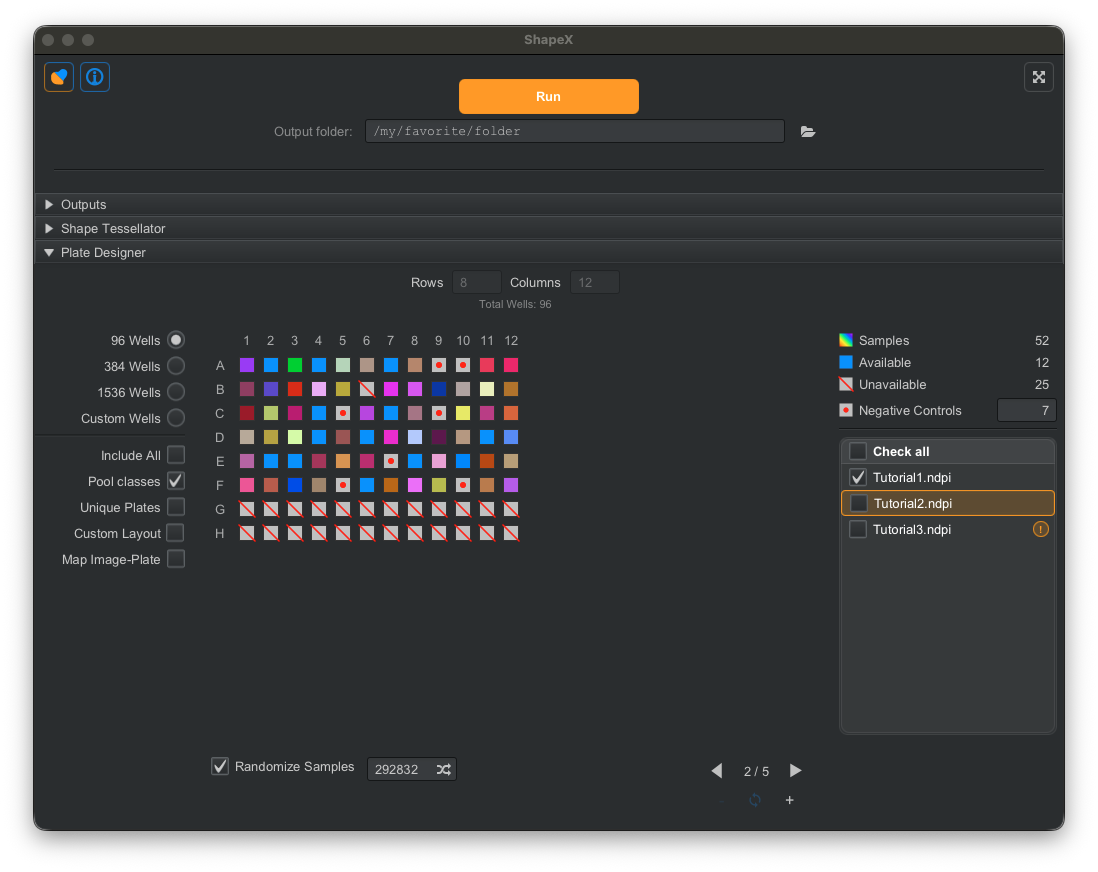 ShapeX
Run
Output folder: /my/favorite/folder
Outputs
Shape Tessellator
Plate Designer
Rows 8 Columns 12
Total Wells: 96
96 Wells
384 Wells
1536 Wells
Custom Wells
Include All
Pool classes
Unique Plates
Custom Layout
Map Image-Plate
1 2 3 4 5 6 7 8 9 10 11 12
A
B
C
D
E
F
G
H
Samples 52
Available 12
Unavailable 25
Negative Controls 7
Check all
Tutorial1.ndpi
Tutorial2.ndpi
Tutorial3.ndpi
Randomize Samples 292832
2 / 5
- +